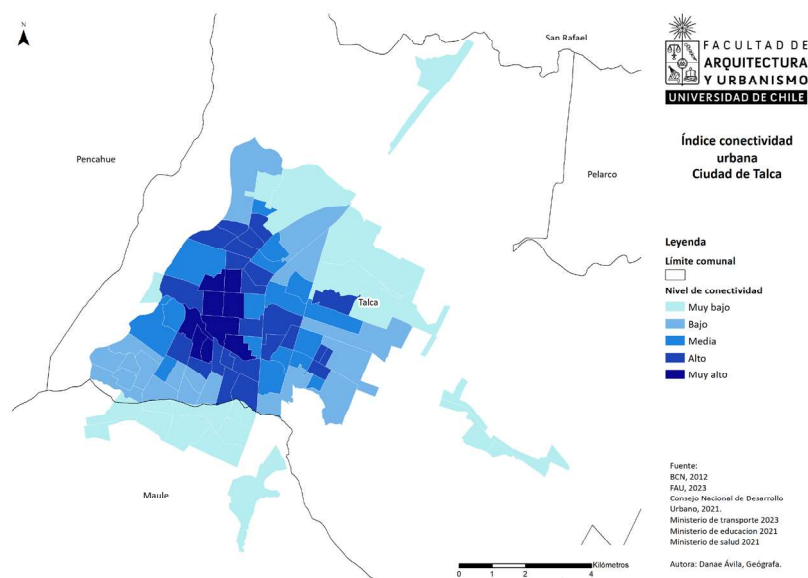 N
San Rafael
Pencahue
Pelarco
Talca
Maule
FACULTAD DE
ARQUITECTURA
Y URBANISMO
UNIVERSIDAD DE CHILE
Índice conectividad
urbana
Ciudad de Talca
Leyenda
Límite comunal
Nivel de conectividad
Muy bajo
Bajo
Media
Alto
Muy alto
Fuente:
BCN, 2012
FAU, 2023
Consejo Nacional de Desarrollo
Urbano, 2021.
Ministerio de transporte 2023
Ministerio de educacion 2021
Ministerio de salud 2021
Autora: Danae Ávila, Geógrafa.
Kilómetros
0 1 2 4